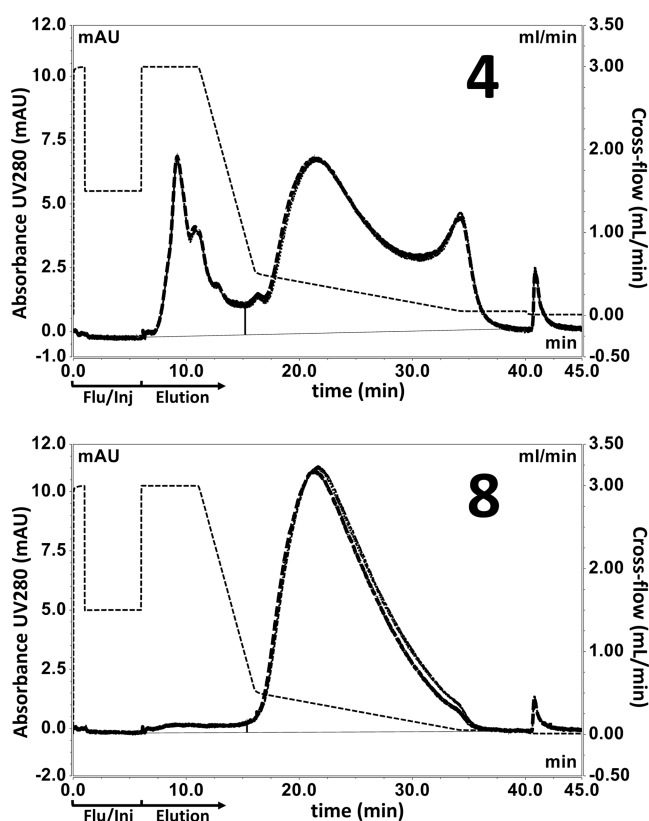 12.0 mAU ml/min 3.50
4
10.0 3.00
2.50
7.5
2.00
5.0 1.50
1.00
2.5
0.50
0.0 0.00
-1.0 min -0.50
0.0 10.0 20.0 30.0 40.0 45.0
Flu/Inj Elution time (min)
Absorbance UV280 (mAU)
Cross-flow (mL/min)
12.0 mAU ml/min 3.50
8
10.0 3.00
2.50
7.5
2.00
5.0 1.50
1.00
2.5
0.50
0.0 0.00
-2.0 min -0.50
0.0 10.0 20.0 30.0 40.0 45.0
Flu/Inj Elution time (min)
Absorbance UV280 (mAU)
Cross-flow (mL/min)